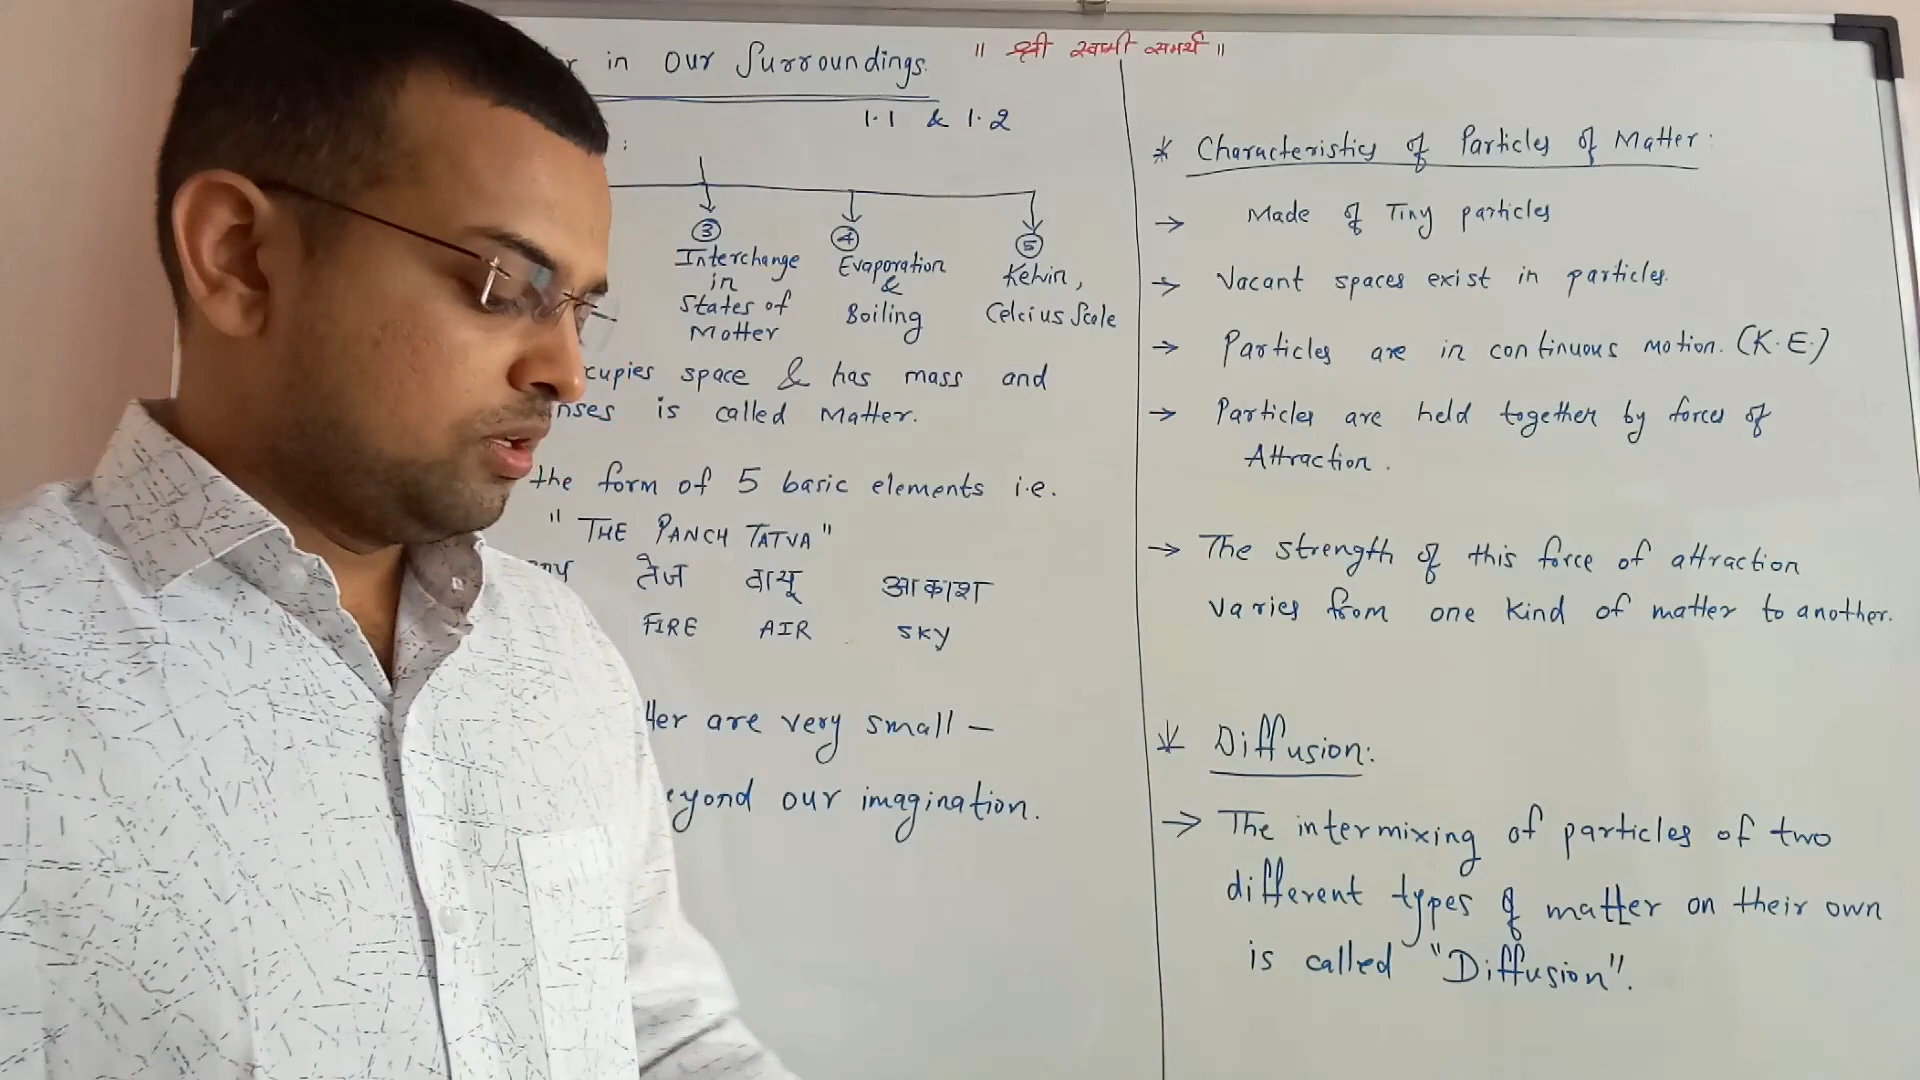 in Our Surroundings.
॥ श्री स्वामी समर्थ ॥
1.1 & 1.2
:
③ ④ ⑤
Interchange
in
States of
Motter
Evaporation
&
Boiling
Kelvin,
Celcius Scale
cupies space & has mass and
nses is called Matter.
the form of 5 basic elements i.e.
" THE PANCH TATVA"
तेज वायू आकाश
FIRE AIR SKY
are very small —
eyond our imagination.
* Characteristics of Particles of Matter:
→ Made of Tiny particles
→ Vacant spaces exist in particles.
→ Particles are in continuous motion. (K.E.)
→ Particles are held together by forces of
Attraction.
→ The strength of this force of attraction
varies from one kind of matter to another.
* Diffusion:
→ The intermixing of particles of two
different types of matter on their own
is called "Diffusion".